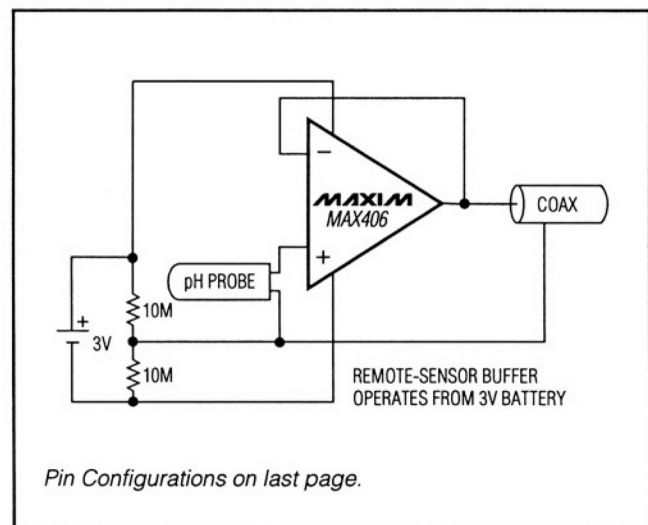 −
MAXIM
MAX406
+
COAX
pH PROBE
+
10M
3V
10M
REMOTE-SENSOR BUFFER
OPERATES FROM 3V BATTERY
Pin Configurations on last page.